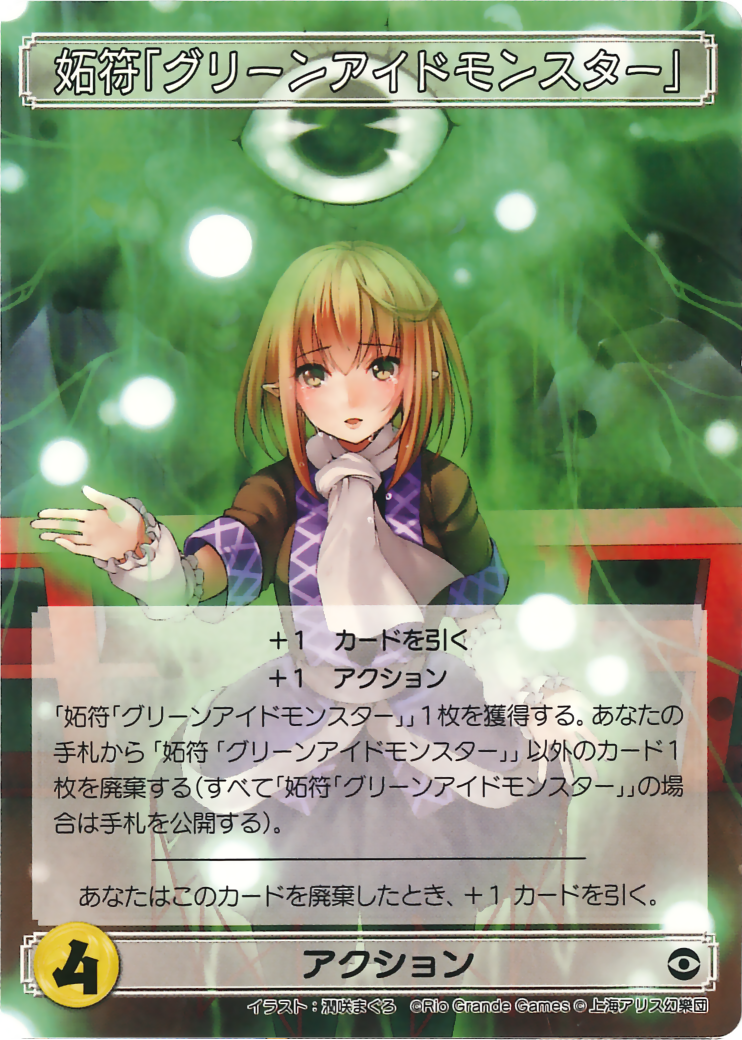 妬符「グリーンアイドモンスター」
+1 カードを引く
+1 アクション
「妬符「グリーンアイドモンスター」」1枚を獲得する。あなたの
手札から「妬符「グリーンアイドモンスター」」以外のカード1
枚を廃棄する(すべて「妬符「グリーンアイドモンスター」」の場
合は手札を公開する)。
あなたはこのカードを廃棄したとき、+1 カードを引く。
4
アクション
イラスト:潤咲まぐろ ©Rio Grande Games © 上海アリス幻樂団